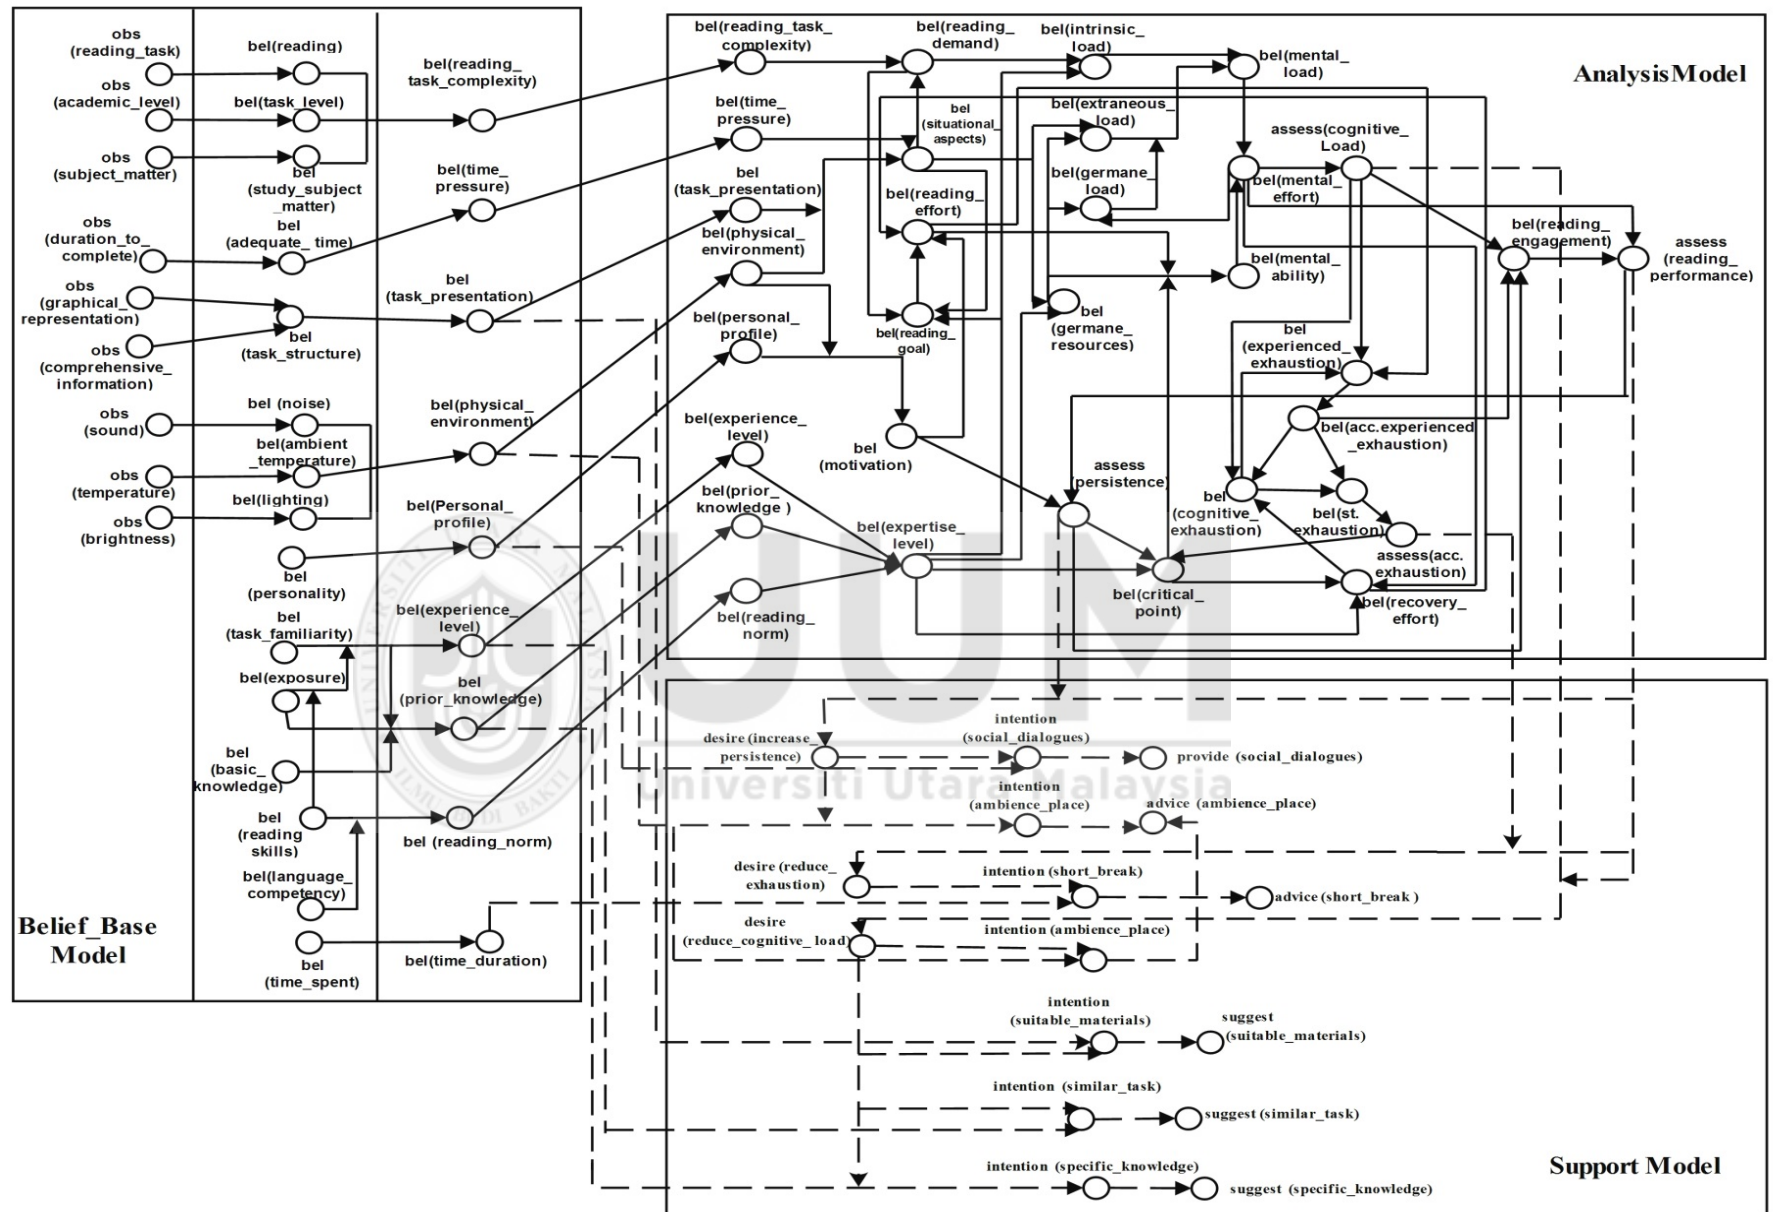 obs
(reading_task)
obs
(academic_level)
obs
(subject_matter)
obs
(duration_to_
complete)
obs
(graphical_
representation)
obs
(comprehensive_
information)
obs
(sound)
obs
(temperature)
obs
(brightness)
Belief_Base
Model
bel(reading)
bel(task_level)
bel
(study_subject
_matter)
bel
(adequate_ time)
bel
(task_structure)
bel (noise)
bel(ambient
_temperature)
bel(lighting)
bel
(personality)
bel
(task_familiarity)
bel(exposure)
bel
(basic_
knowledge)
bel
(reading
skills)
bel(language_
competency)
bel
(time_spent)
bel(reading_
task_complexity)
bel(time_
pressure)
bel
(task_presentation)
bel(physical_
environment)
bel(Personal_
profile)
bel(experience_
level)
bel
(prior_knowledge)
bel (reading_norm)
bel(time_duration)
AnalysisModel
bel(reading_task_
complexity)
bel(time_
pressure)
bel
(task_presentation)
bel(physical_
environment)
bel(personal_
profile)
bel(experience_
level)
bel(prior_
knowledge )
bel(reading_
norm)
bel(reading_
demand)
bel
(situational_
aspects)
bel(reading_
effort)
bel(reading_
goal)
bel
(motivation)
bel(expertise_
level)
bel(intrinsic_
load)
bel(extraneous_
load)
bel(germane_
load)
bel
(germane_
resources)
assess
(persistence)
bel(critical_
point)
bel(mental_
load)
bel(mental_
effort)
bel(mental_
ability)
assess(cognitive_
Load)
bel
(experienced_
exhaustion)
bel(acc.experienced
_exhaustion)
bel
(cognitive_
exhaustion)
bel(st.
exhaustion)
assess(acc.
exhaustion)
bel(recovery_
effort)
bel(reading_
engagement)
assess
(reading_
performance)
UUM
Universiti Utara Malaysia
UNIVERSITI UTARA MALAYSIA
ILMU BUDI BAKTI
desire (increase_
persistence)
intention
(social_dialogues)
provide (social_dialogues)
intention
(ambience_place)
advice (ambience_place)
desire (reduce_
exhaustion)
intention (short_break)
advice (short_break )
desire
(reduce_cognitive_ load)
intention (ambience_place)
intention
(suitable_materials)
suggest
(suitable_materials)
intention (similar_task)
suggest (similar_task)
intention (specific_knowledge)
suggest (specific_knowledge)
Support Model